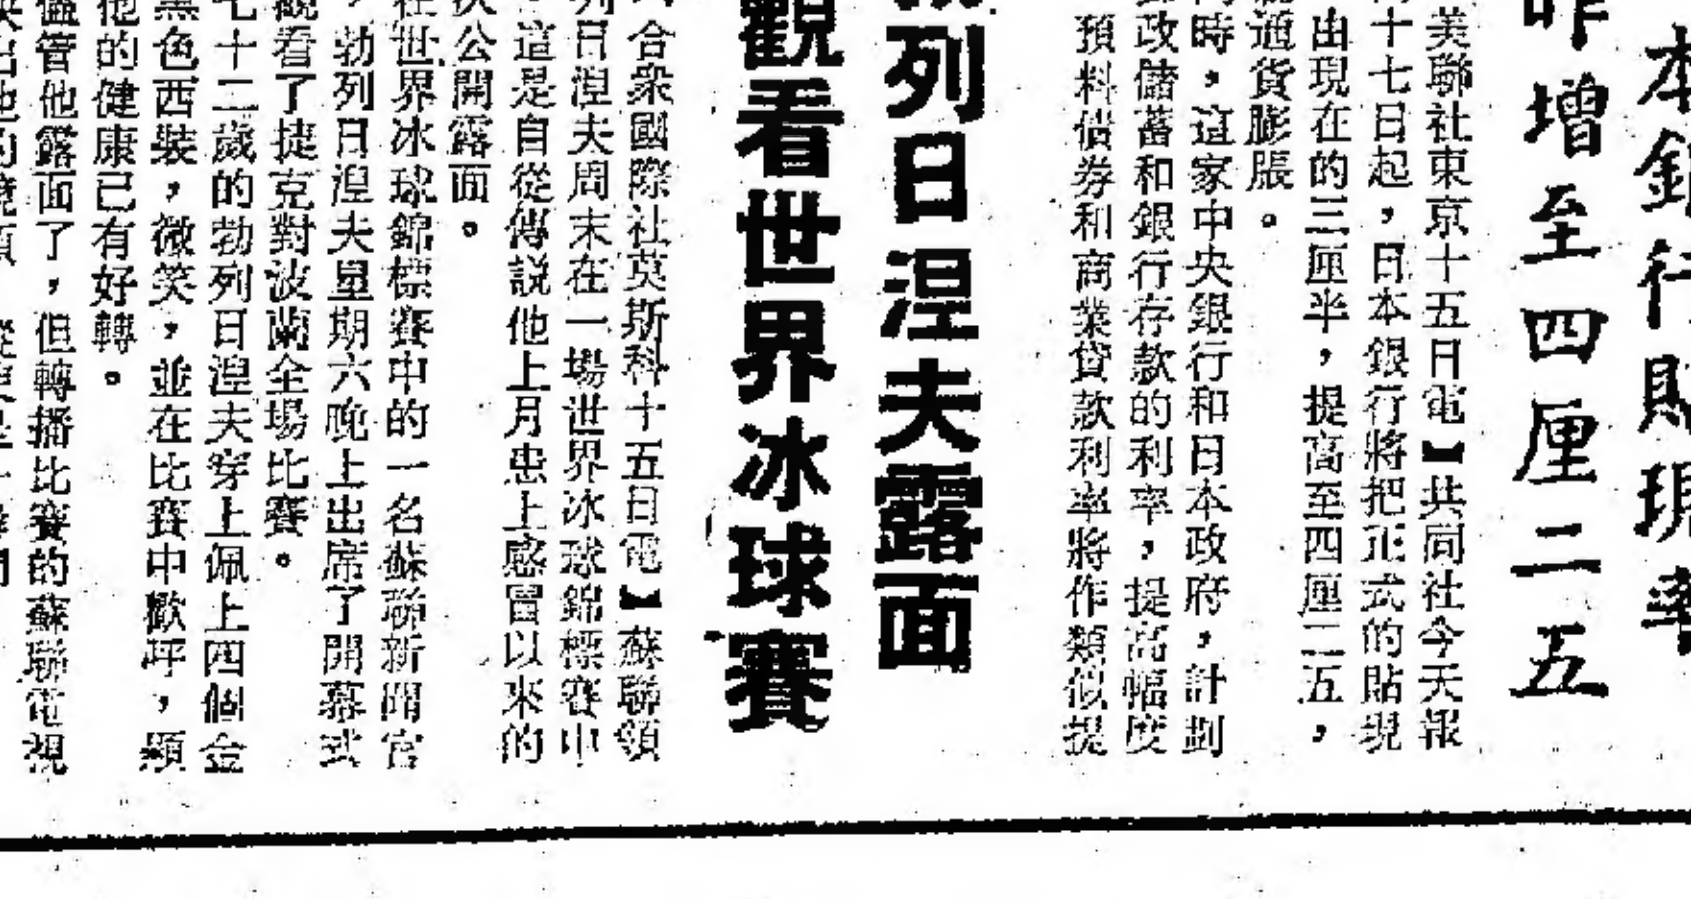 本銀行貼現率
昨增至四厘二五
美聯社東京十五日電】共同社今天報
十七日起，日本銀行將把正式的貼現
出現在的三厘半，提高至四厘二五，
通貨膨脹。
時，這家中央銀行和日本政府，計劃
政儲蓄和銀行存款的利率，提高幅度
預料債券和商業貸款利率將作類似提
列日涅夫露面
觀看世界冰球賽
合衆國際社莫斯科十五日電】蘇聯領
列日涅夫周末在一場世界冰球錦標賽中
這是自從傳説他上月患上感冒以來的
公開露面。
世界冰球錦標賽中的一名蘇聯新聞官
，勃列日涅夫星期六晚上出席了開幕式
觀看了捷克對波蘭全場比賽。
七十二歲的勃列日涅夫穿上佩上四個金
黑色西裝，微笑，並在比賽中歡呼，顯
他的健康已有好轉。
儘管他露面了，但轉播比賽的蘇聯電視
出他的鏡頭